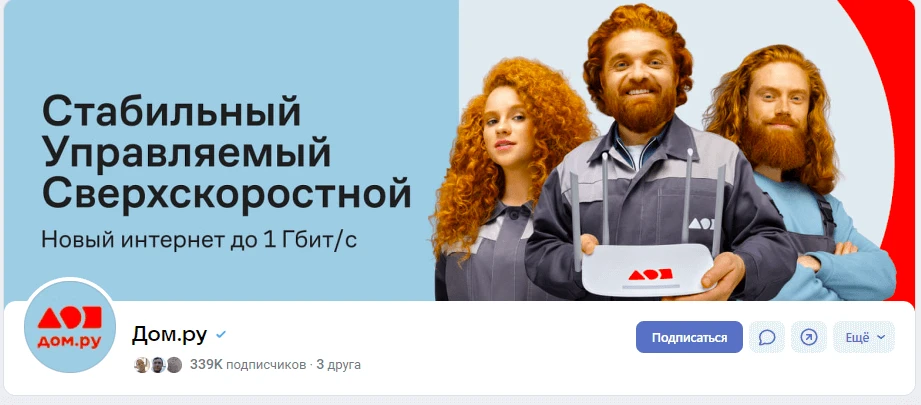 Стабильный
Управляемый
Сверхскоростной
Новый интернет до 1 Гбит/с
дом.ру
Дом.ру
339K подписчиков · 3 друга
Подписаться
Ещё